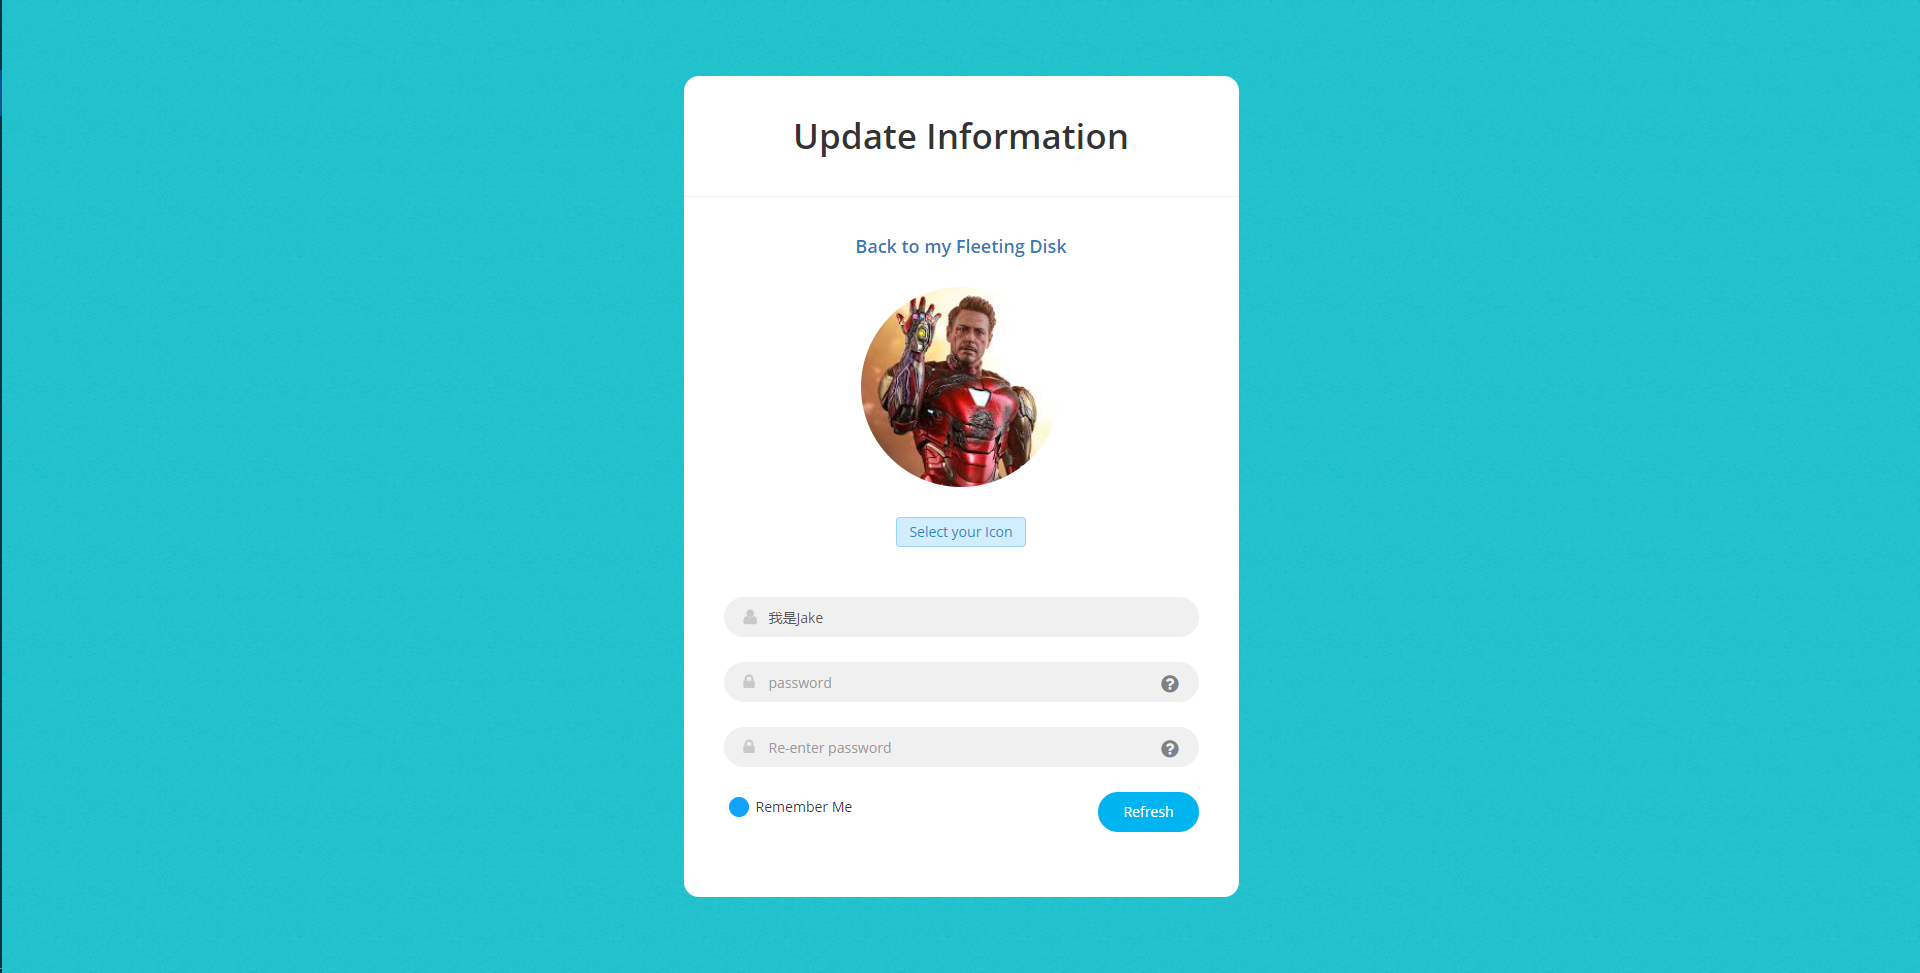 Update Information
Back to my Fleeting Disk
Select your Icon
我是Jake
password
Re-enter password
Remember Me
Refresh